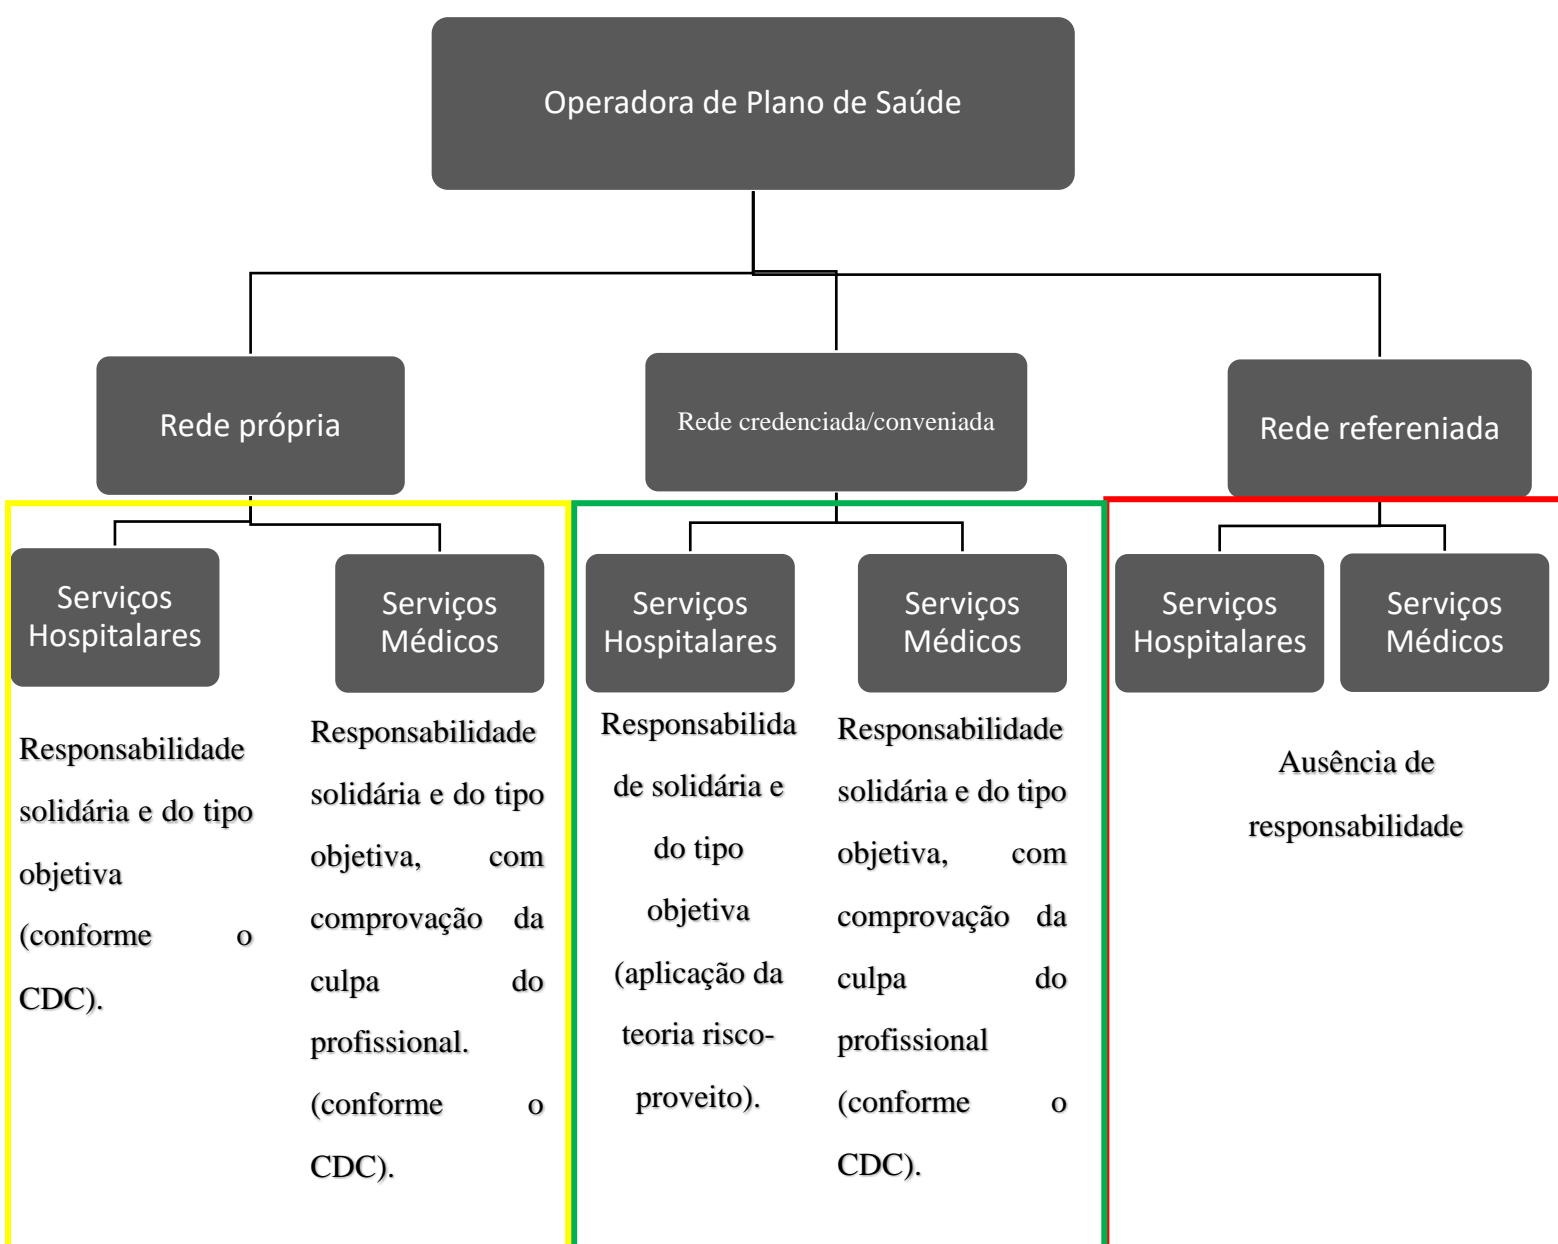 Operadora de Plano de Saúde
Rede própria
Rede credenciada/conveniada
Rede refereniada
Serviços
Hospitalares
Responsabilidade
solidária e do tipo
objetiva
(conforme o
CDC).
Serviços
Médicos
Responsabilidade
solidária e do tipo
objetiva, com
comprovação da
culpa do
profissional.
(conforme o
CDC).
Serviços
Hospitalares
Responsabilida
de solidária e
do tipo
objetiva
(aplicação da
teoria risco-
proveito).
Serviços
Médicos
Responsabilidade
solidária e do tipo
objetiva, com
comprovação da
culpa do
profissional
(conforme o
CDC).
Serviços
Hospitalares
Serviços
Médicos
Ausência de
responsabilidade